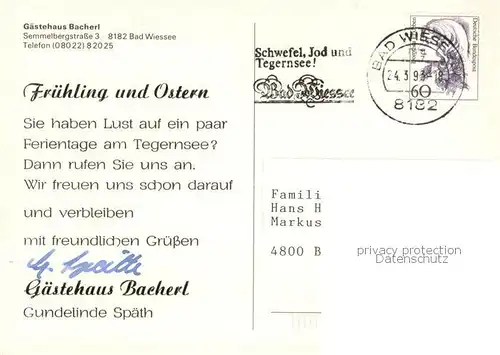 Gästehaus Bacherl
Semmelbergstraße 3 8182 Bad Wiessee
Telefon (08022) 82025
Frühling und Ostern
Sie haben Lust auf ein paar
Ferientage am Tegernsee?
Dann rufen Sie uns an.
Wir freuen uns schon darauf
und verbleiben
mit freundlichen Grüßen
G. Späth
Gästehaus Bacherl
Gundelinde Späth
Schwefel, Jod und
Tegernsee!
Bad Wiessee
BAD WIESSEE
24.3.93
60
8182
Deutsche Bundespost
Famili
Hans H
Markus
4800 B
privacy protection
Datenschutz